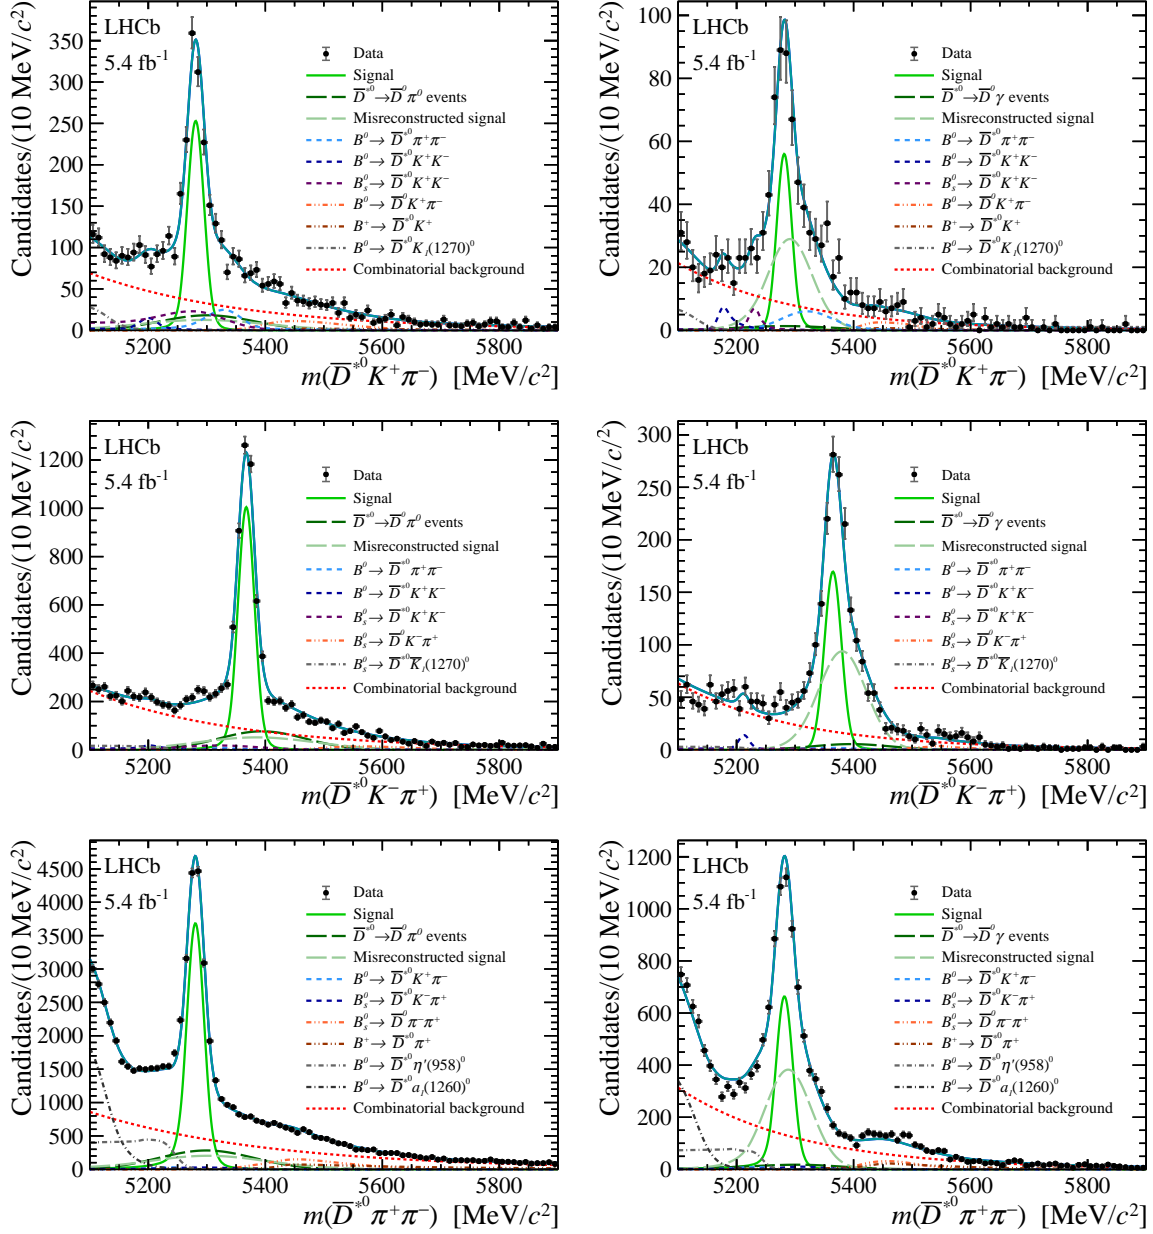 Candidates/(10 MeV/c²)
350
300
250
200
150
100
50
0
LHCb
5.4 fb⁻¹
Data
Signal
D̅*⁰→D̅⁰π⁰ events
Misreconstructed signal
B⁰→ D̅*⁰π⁺π⁻
B⁰→ D̅*⁰K⁺K⁻
B⁰ₛ→ D̅*⁰K⁺K⁻
B⁰→ D̅⁰K⁺π⁻
B⁺→ D̅*⁰K⁺
B⁰→ D̅*⁰K₁(1270)⁰
Combinatorial background
5200 5400 5600 5800
m(D̅*⁰K⁺π⁻) [MeV/c²]
Candidates/(10 MeV/c²)
100
80
60
40
20
0
LHCb
5.4 fb⁻¹
Data
Signal
D̅*⁰→D̅⁰γ events
Misreconstructed signal
B⁰→ D̅*⁰π⁺π⁻
B⁰→ D̅*⁰K⁺K⁻
B⁰ₛ→ D̅*⁰K⁺K⁻
B⁰→ D̅⁰K⁺π⁻
B⁺→ D̅*⁰K⁺
B⁰→ D̅*⁰K₁(1270)⁰
Combinatorial background
5200 5400 5600 5800
m(D̅*⁰K⁺π⁻) [MeV/c²]
Candidates/(10 MeV/c²)
1200
1000
800
600
400
200
0
LHCb
5.4 fb⁻¹
Data
Signal
D̅*⁰→D̅⁰π⁰ events
Misreconstructed signal
B⁰→ D̅*⁰π⁺π⁻
B⁰→ D̅*⁰K⁺K⁻
B⁰ₛ→ D̅*⁰K⁺K⁻
B⁰ₛ→ D̅⁰K⁻π⁺
B⁰ₛ→ D̅*⁰K̅₁(1270)⁰
Combinatorial background
5200 5400 5600 5800
m(D̅*⁰K⁻π⁺) [MeV/c²]
Candidates/(10 MeV/c/²)
300
250
200
150
100
50
0
LHCb
5.4 fb⁻¹
Data
Signal
D̅*⁰→D̅⁰γ events
Misreconstructed signal
B⁰→ D̅*⁰π⁺π⁻
B⁰→ D̅*⁰K⁺K⁻
B⁰ₛ→ D̅*⁰K⁺K⁻
B⁰ₛ→ D̅⁰K⁻π⁺
B⁰ₛ→ D̅*⁰K̅₁(1270)⁰
Combinatorial background
5200 5400 5600 5800
m(D̅*⁰K⁻π⁺) [MeV/c²]
Candidates/(10 MeV/c²)
4500
4000
3500
3000
2500
2000
1500
1000
500
0
LHCb
5.4 fb⁻¹
Data
Signal
D̅*⁰→D̅⁰π⁰ events
Misreconstructed signal
B⁰→ D̅*⁰K⁺π⁻
B⁰ₛ→ D̅*⁰K⁻π⁺
B⁰ₛ→ D̅⁰π⁻π⁺
B⁺→ D̅*⁰π⁺
B⁰→ D̅*⁰η′(958)⁰
B⁰→ D̅*⁰a₁(1260)⁰
Combinatorial background
5200 5400 5600 5800
m(D̅*⁰π⁺π⁻) [MeV/c²]
Candidates/(10 MeV/c²)
1200
1000
800
600
400
200
0
LHCb
5.4 fb⁻¹
Data
Signal
D̅*⁰→D̅⁰γ events
Misreconstructed signal
B⁰→ D̅*⁰K⁺π⁻
B⁰ₛ→ D̅*⁰K⁻π⁺
B⁰ₛ→ D̅⁰π⁻π⁺
B⁺→ D̅*⁰π⁺
B⁰→ D̅*⁰η′(958)⁰
B⁰→ D̅*⁰a₁(1260)⁰
Combinatorial background
5200 5400 5600 5800
m(D̅*⁰π⁺π⁻) [MeV/c²]